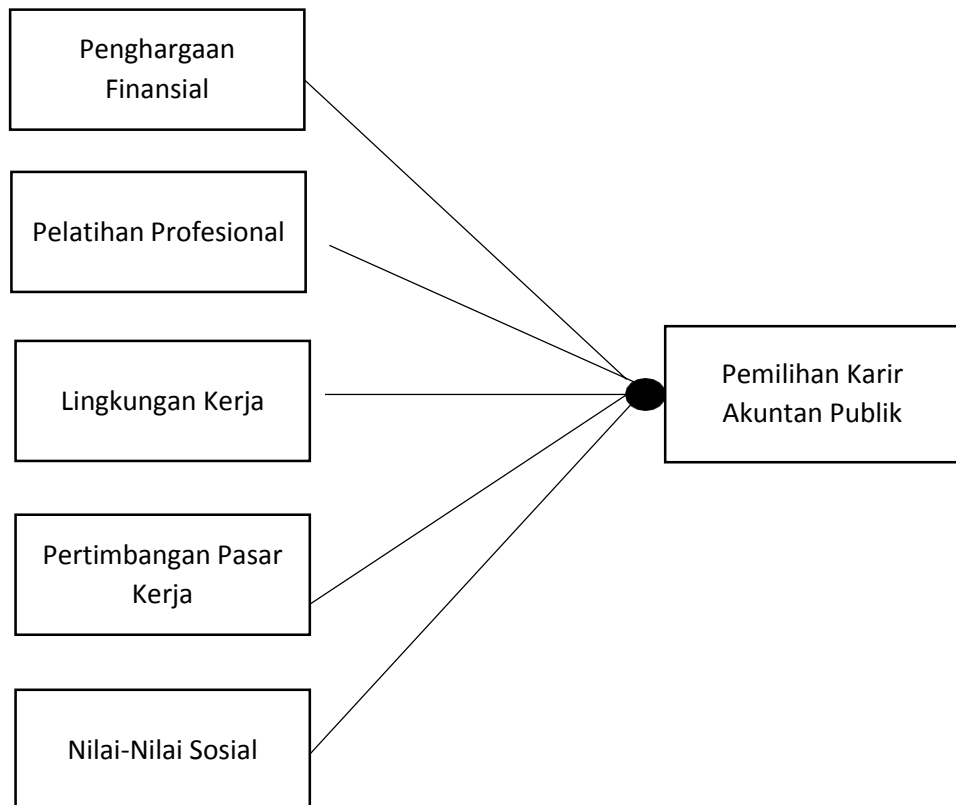 Penghargaan
Finansial
Pelatihan Profesional
Lingkungan Kerja
Pemilihan Karir
Akuntan Publik
Pertimbangan Pasar
Kerja
Nilai-Nilai Sosial